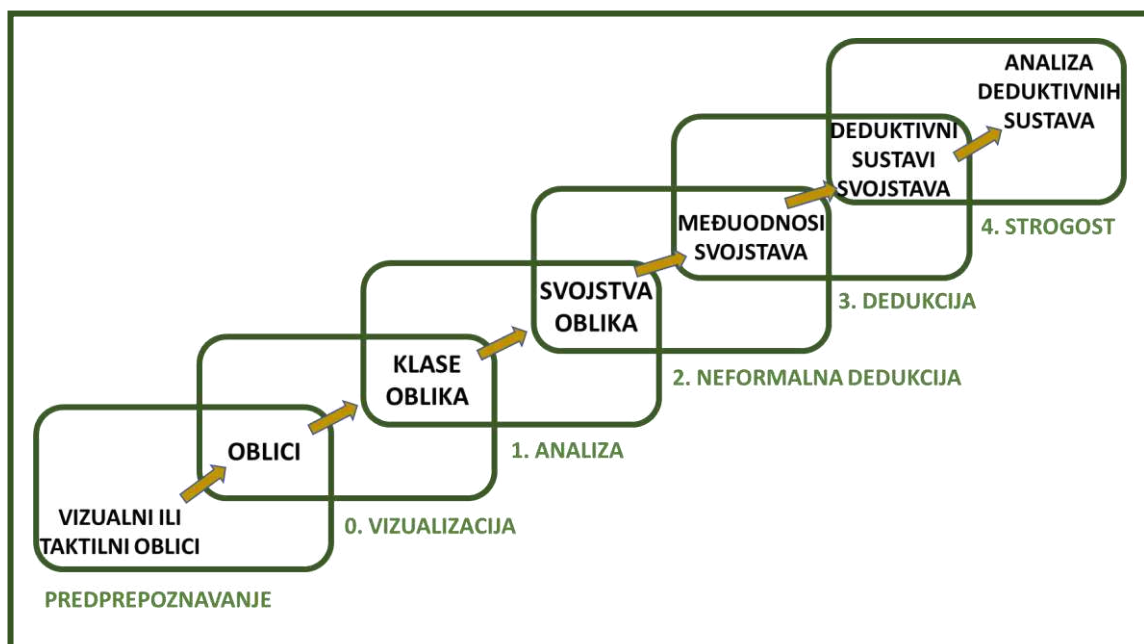 VIZUALNI ILI
TAKTILNI OBLICI
PREDPREPOZNAVANJE
OBLICI
0. VIZUALIZACIJA
KLASE
OBLIKA
1. ANALIZA
SVOJSTVA
OBLIKA
2. NEFORMALNA DEDUKCIJA
MEĐUODNOSI
SVOJSTAVA
3. DEDUKCIJA
DEDUKTIVNI
SUSTAVI
SVOJSTAVA
4. STROGOST
ANALIZA
DEDUKTIVNIH
SUSTAVA